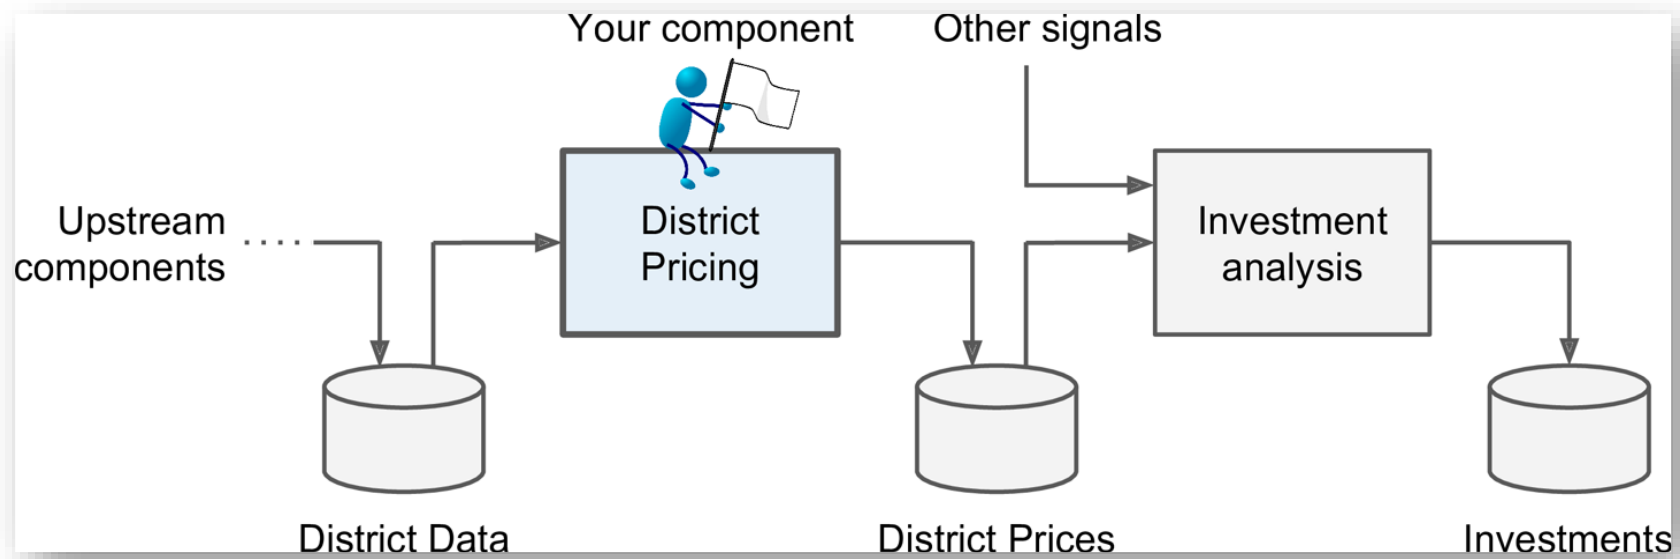 Your component
Other signals
Upstream
components
District
Pricing
Investment
analysis
District Data
District Prices
Investments